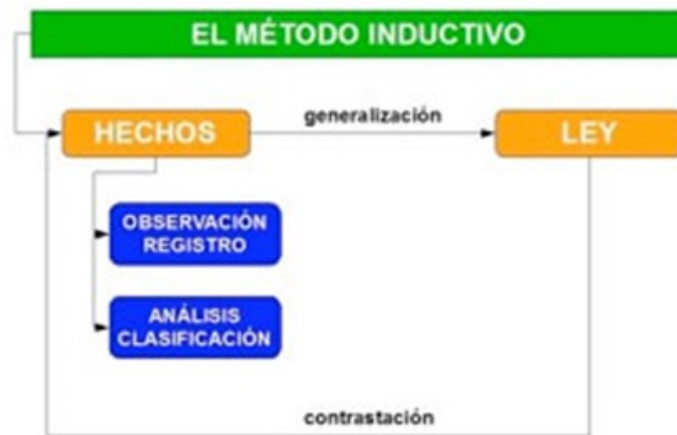 EL MÉTODO INDUCTIVO
generalización
HECHOS
LEY
OBSERVACIÓN
REGISTRO
ANÁLISIS
CLASIFICACIÓN
contrastación